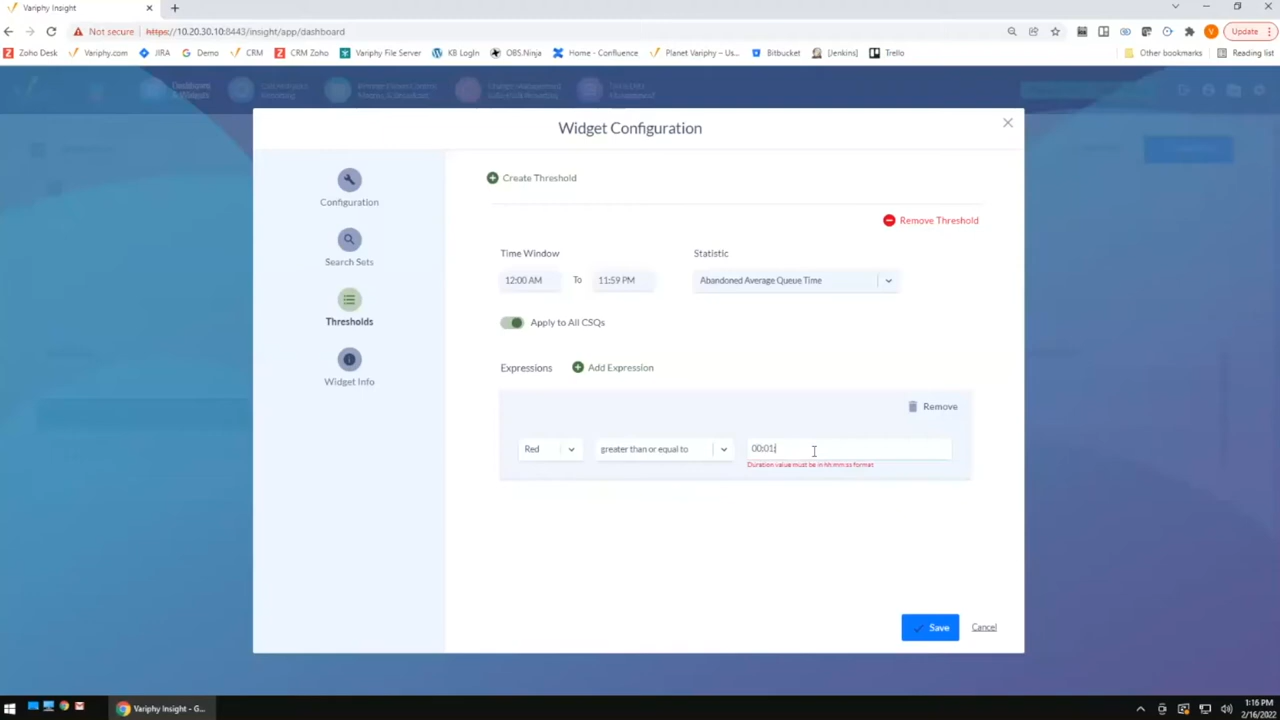 Variphy Insight
Not secure https://10.20.30.10:8443/insight/app/dashboard
Update
Zoho Desk Variphy.com JIRA Demo CRM CRM Zoho Variphy File Server KB LogIn OBS.Ninja Home - Confluence Planet Variphy – Us... Bitbucket [Jenkins] Trello Other bookmarks Reading list
Widget Configuration
Configuration
Search Sets
Thresholds
Widget Info
Create Threshold
Remove Threshold
Time Window Statistic
12:00 AM To 11:59 PM Abandoned Average Queue Time
Apply to All CSQs
Expressions Add Expression
Remove
Red greater than or equal to 00:01:
Duration value must be in hh:mm:ss format
Save Cancel
Variphy Insight - G...
1:16 PM
2/16/2022